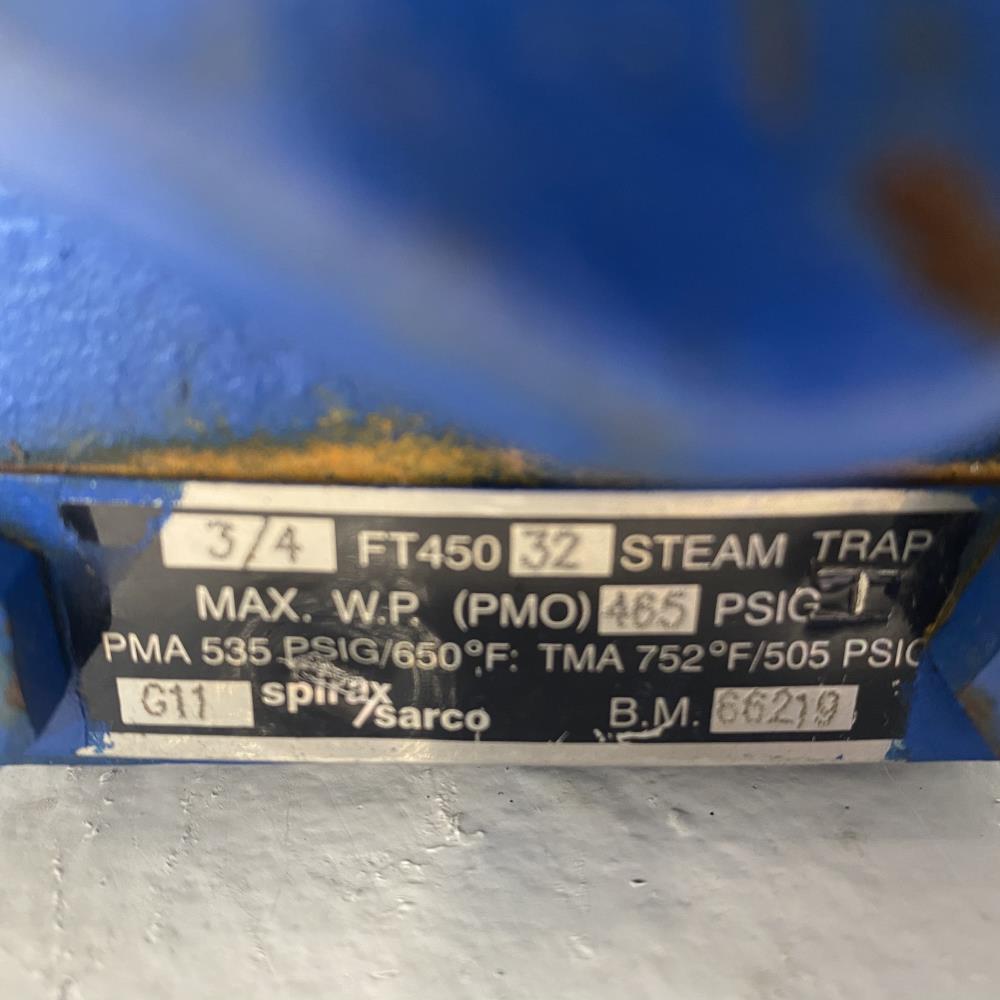 3/4 FT450 32 STEAM TRAP
MAX. W.P. (PMO) 465 PSIG
PMA 535 PSIG/650°F: TMA 752°F/505 PSIG
G11 spirax/sarco B.M. 66219